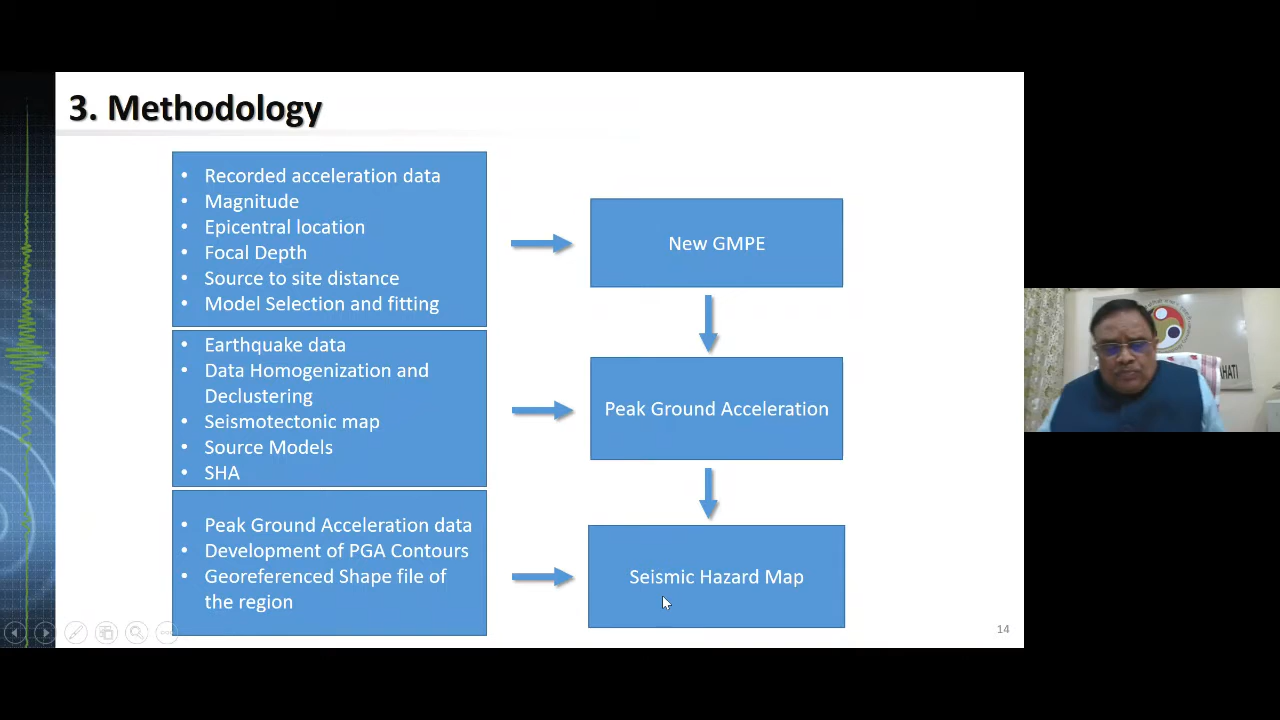 3. Methodology
• Recorded acceleration data
• Magnitude
• Epicentral location
• Focal Depth
• Source to site distance
• Model Selection and fitting
New GMPE
• Earthquake data
• Data Homogenization and
Declustering
• Seismotectonic map
• Source Models
• SHA
Peak Ground Acceleration
• Peak Ground Acceleration data
• Development of PGA Contours
• Georeferenced Shape file of
the region
Seismic Hazard Map
14
AHATI